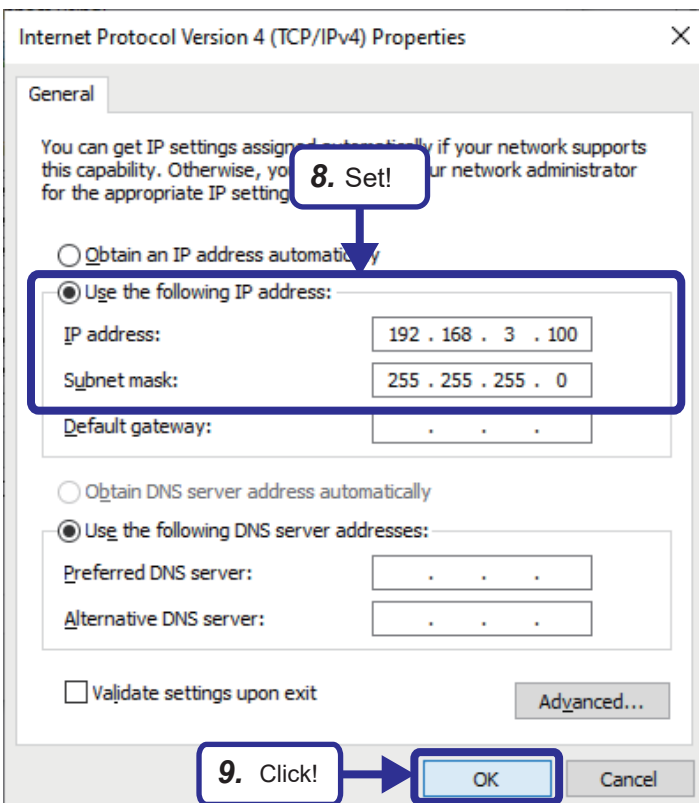 Internet Protocol Version 4 (TCP/IPv4) Properties
General
You can get IP settings assigned automatically if your network supports
this capability. Otherwise, ur network administrator
for the appropriate IP
8. Set!
Obtain an IP address automatically
Use the following IP address:
IP address: 192 . 168 . 3 . 100
Subnet mask: 255 . 255 . 255 . 0
Default gateway: . . .
Obtain DNS server address automatically
Use the following DNS server addresses:
Preferred DNS server: . . .
Alternative DNS server: . . .
Validate settings upon exit
Advanced...
9. Click!
OK
Cancel